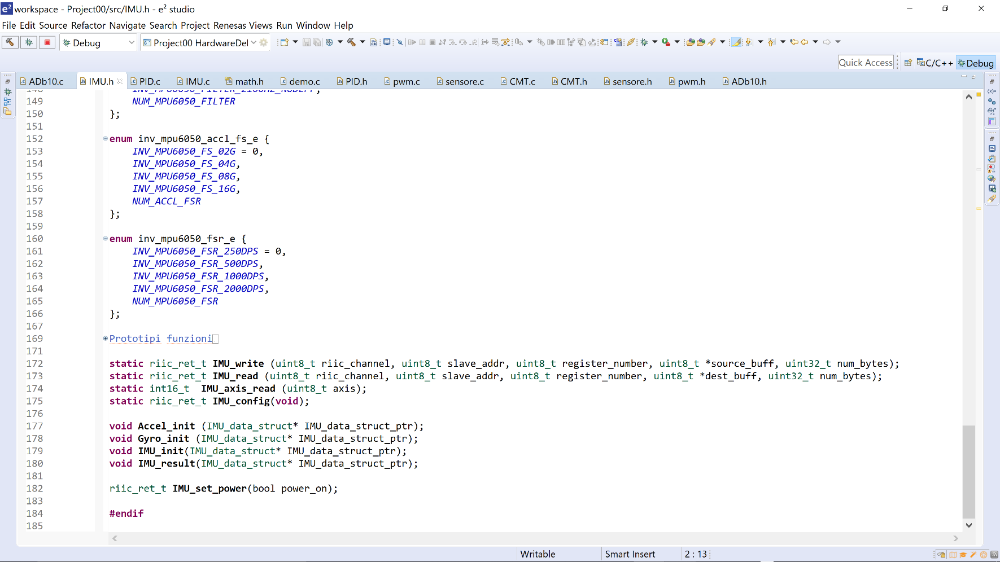 e² workspace - Project00/src/IMU.h - e² studio
File Edit Source Refactor Navigate Search Project Renesas Views Run Window Help
Debug Project00 HardwareDel
Quick Access C/C++ Debug
ADb10.c IMU.h PID.c IMU.c math.h demo.c PID.h pwm.c sensore.c CMT.c CMT.h sensore.h pwm.h ADb10.h
149 NUM_MPU6050_FILTER
150 };
151
152 enum inv_mpu6050_accl_fs_e {
153 INV_MPU6050_FS_02G = 0,
154 INV_MPU6050_FS_04G,
155 INV_MPU6050_FS_08G,
156 INV_MPU6050_FS_16G,
157 NUM_ACCL_FSR
158 };
159
160 enum inv_mpu6050_fsr_e {
161 INV_MPU6050_FSR_250DPS = 0,
162 INV_MPU6050_FSR_500DPS,
163 INV_MPU6050_FSR_1000DPS,
164 INV_MPU6050_FSR_2000DPS,
165 NUM_MPU6050_FSR
166 };
167
169 Prototipi funzioni
171
172 static riic_ret_t IMU_write (uint8_t riic_channel, uint8_t slave_addr, uint8_t register_number, uint8_t *source_buff, uint32_t num_bytes);
173 static riic_ret_t IMU_read (uint8_t riic_channel, uint8_t slave_addr, uint8_t register_number, uint8_t *dest_buff, uint32_t num_bytes);
174 static int16_t  IMU_axis_read (uint8_t axis);
175 static riic_ret_t IMU_config(void);
176
177 void Accel_init (IMU_data_struct* IMU_data_struct_ptr);
178 void Gyro_init (IMU_data_struct* IMU_data_struct_ptr);
179 void IMU_init(IMU_data_struct* IMU_data_struct_ptr);
180 void IMU_result(IMU_data_struct* IMU_data_struct_ptr);
181
182 riic_ret_t IMU_set_power(bool power_on);
183
184 #endif
185
Writable Smart Insert 2 : 13